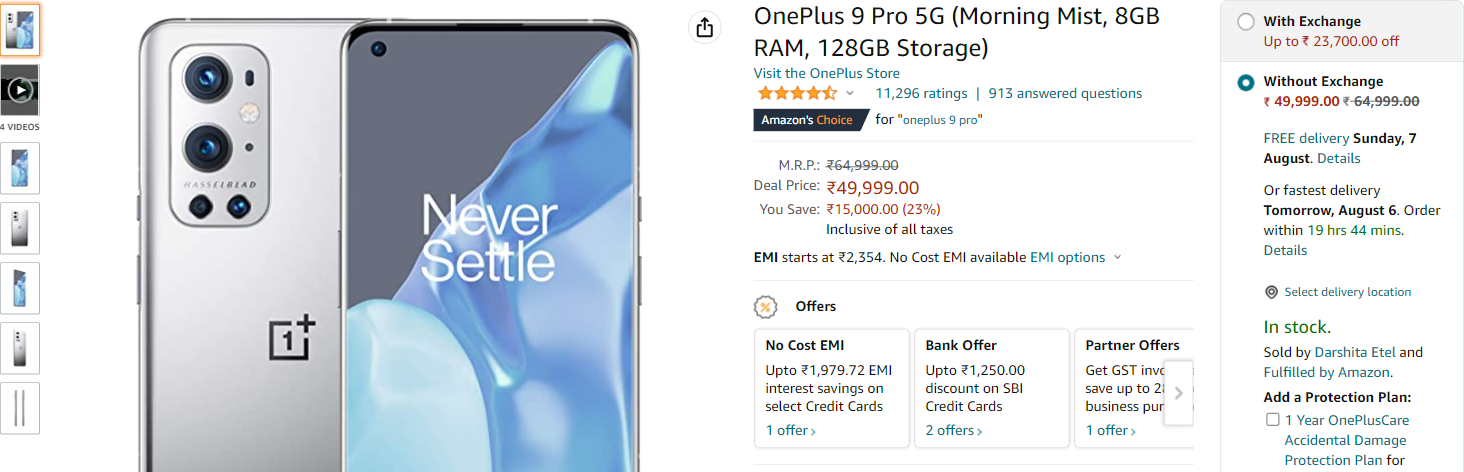 4 VIDEOS
HASSELBLAD
1+
Never
Settle
OnePlus 9 Pro 5G (Morning Mist, 8GB
RAM, 128GB Storage)
Visit the OnePlus Store
11,296 ratings | 913 answered questions
Amazon's Choice for "oneplus 9 pro"
M.R.P.: ₹64,999.00
Deal Price: ₹49,999.00
You Save: ₹15,000.00 (23%)
Inclusive of all taxes
EMI starts at ₹2,354. No Cost EMI available EMI options
% Offers
No Cost EMI
Upto ₹1,979.72 EMI
interest savings on
select Credit Cards
1 offer ›
Bank Offer
Upto ₹1,250.00
discount on SBI
Credit Cards
2 offers ›
Partner Offers
Get GST
save up to
business
1 offer ›
With Exchange
Up to ₹ 23,700.00 off
Without Exchange
₹ 49,999.00 ₹ 64,999.00
FREE delivery Sunday, 7
August. Details
Or fastest delivery
Tomorrow, August 6. Order
within 19 hrs 44 mins.
Details
Select delivery location
In stock.
Sold by Darshita Etel and
Fulfilled by Amazon.
Add a Protection Plan:
1 Year OnePlusCare
Accidental Damage
Protection Plan for